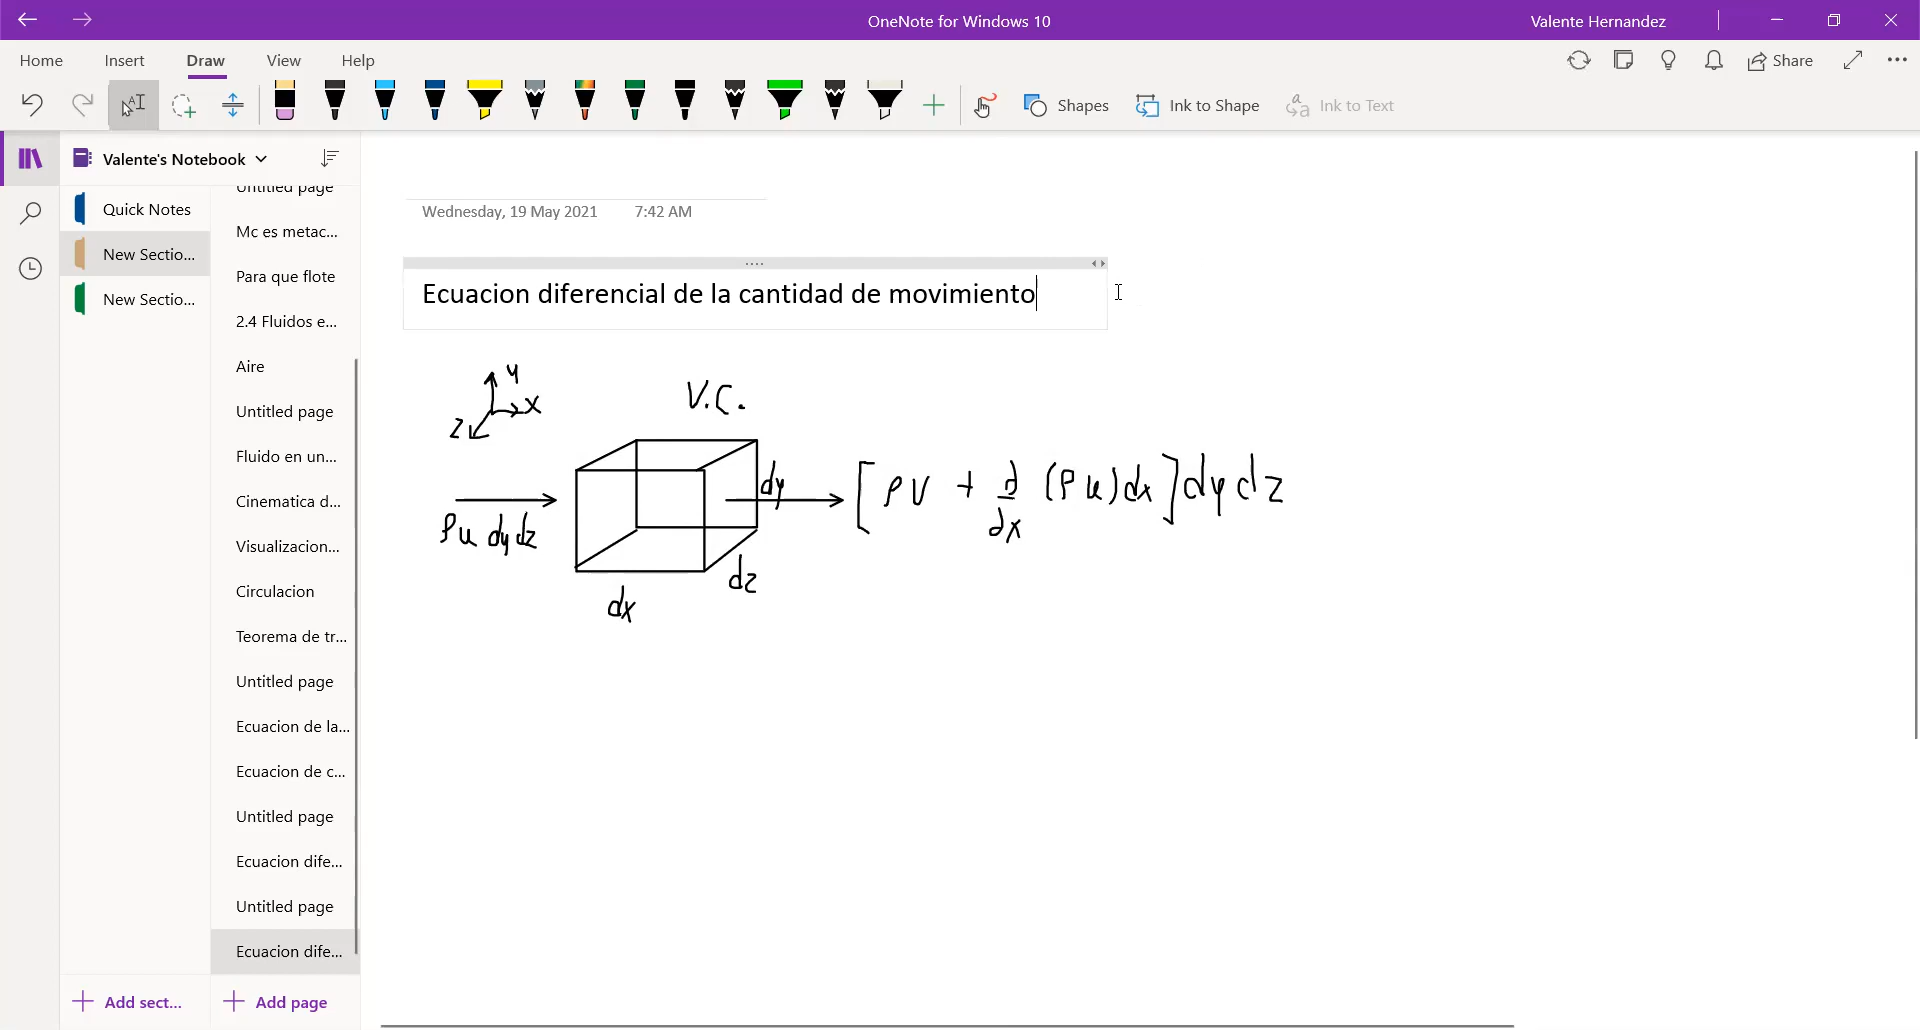 OneNote for Windows 10
Valente Hernandez
Home Insert Draw View Help
Share
Shapes
Ink to Shape
Ink to Text
Valente's Notebook
Quick Notes
New Sectio...
New Sectio...
Untitled page
Mc es metac...
Para que flote
2.4 Fluidos e...
Aire
Untitled page
Fluido en un...
Cinematica d...
Visualizacion...
Circulacion
Teorema de tr...
Untitled page
Ecuacion de la...
Ecuacion de c...
Untitled page
Ecuacion dife...
Untitled page
Ecuacion dife...
Add sect...
Add page
Wednesday, 19 May 2021 7:42 AM
Ecuacion diferencial de la cantidad de movimiento
y
x
z
V.C.
ρu dy dz
dy
[ρV + ∂/∂x (ρu)dx] dy dz
dz
dx